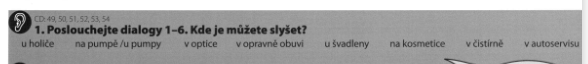 CD: 49, 50, 51, 52, 53, 54
1. Poslouchejte dialogy 1–6. Kde je můžete slyšet?
u holiče na pumpě /u pumpy v optice v opravně obuvi u švadleny na kosmetice v čistírně v autoservisu